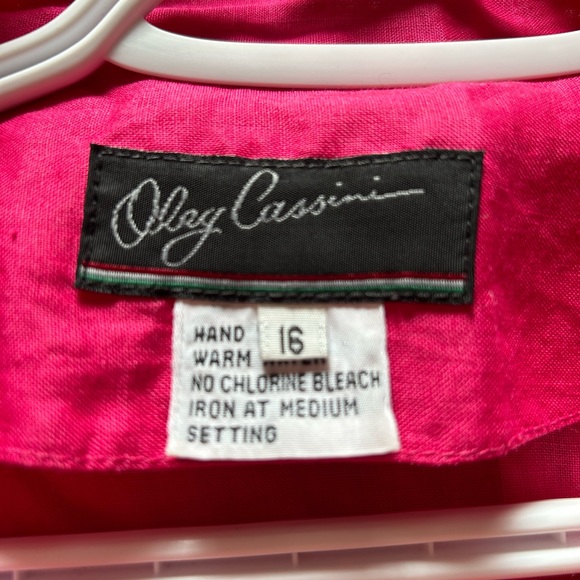 Oleg Cassini
16
HAND
WARM
NO CHLORINE BLEACH
IRON AT MEDIUM
SETTING